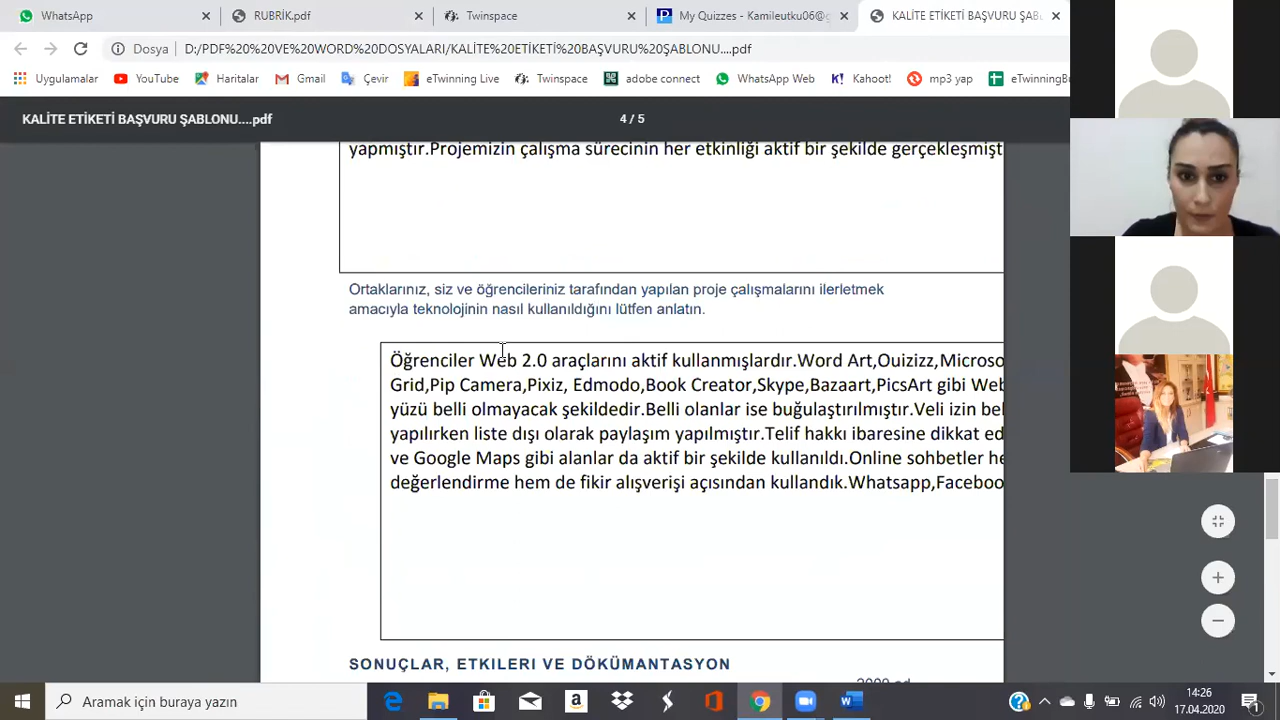 WhatsApp
RUBRİK.pdf
Twinspace
My Quizzes - Kamileutku06@g
KALİTE ETİKETİ BAŞVURU ŞAB
Dosya
D:/PDF%20%20VE%20WORD%20DOSYALARI/KALİTE%20ETİKETİ%20BAŞVURU%20ŞABLONU....pdf
Uygulamalar
YouTube
Haritalar
Gmail
Çevir
eTwinning Live
Twinspace
adobe connect
WhatsApp Web
Kahoot!
mp3 yap
eTwinningBu
KALİTE ETİKETİ BAŞVURU ŞABLONU....pdf
4 / 5
yapmıştır.Projemizin çalışma sürecinin her etkinliği aktif bir şekilde gerçekleşmişt
Ortaklarınız, siz ve öğrencileriniz tarafından yapılan proje çalışmalarını ilerletmek
amacıyla teknolojinin nasıl kullanıldığını lütfen anlatın.
Öğrenciler Web 2.0 araçlarını aktif kullanmışlardır.Word Art,Ouizizz,Microso
Grid,Pip Camera,Pixiz, Edmodo,Book Creator,Skype,Bazaart,PicsArt gibi Web
yüzü belli olmayacak şekildedir.Belli olanlar ise buğulaştırılmıştır.Veli izin bel
yapılırken liste dışı olarak paylaşım yapılmıştır.Telif hakkı ibaresine dikkat ed
ve Google Maps gibi alanlar da aktif bir şekilde kullanıldı.Online sohbetler he
değerlendirme hem de fikir alışverişi açısından kullandık.Whatsapp,Faceboo
SONUÇLAR, ETKILERI VE DÖKÜMANTASYON
Aramak için buraya yazın
14:26
17.04.2020